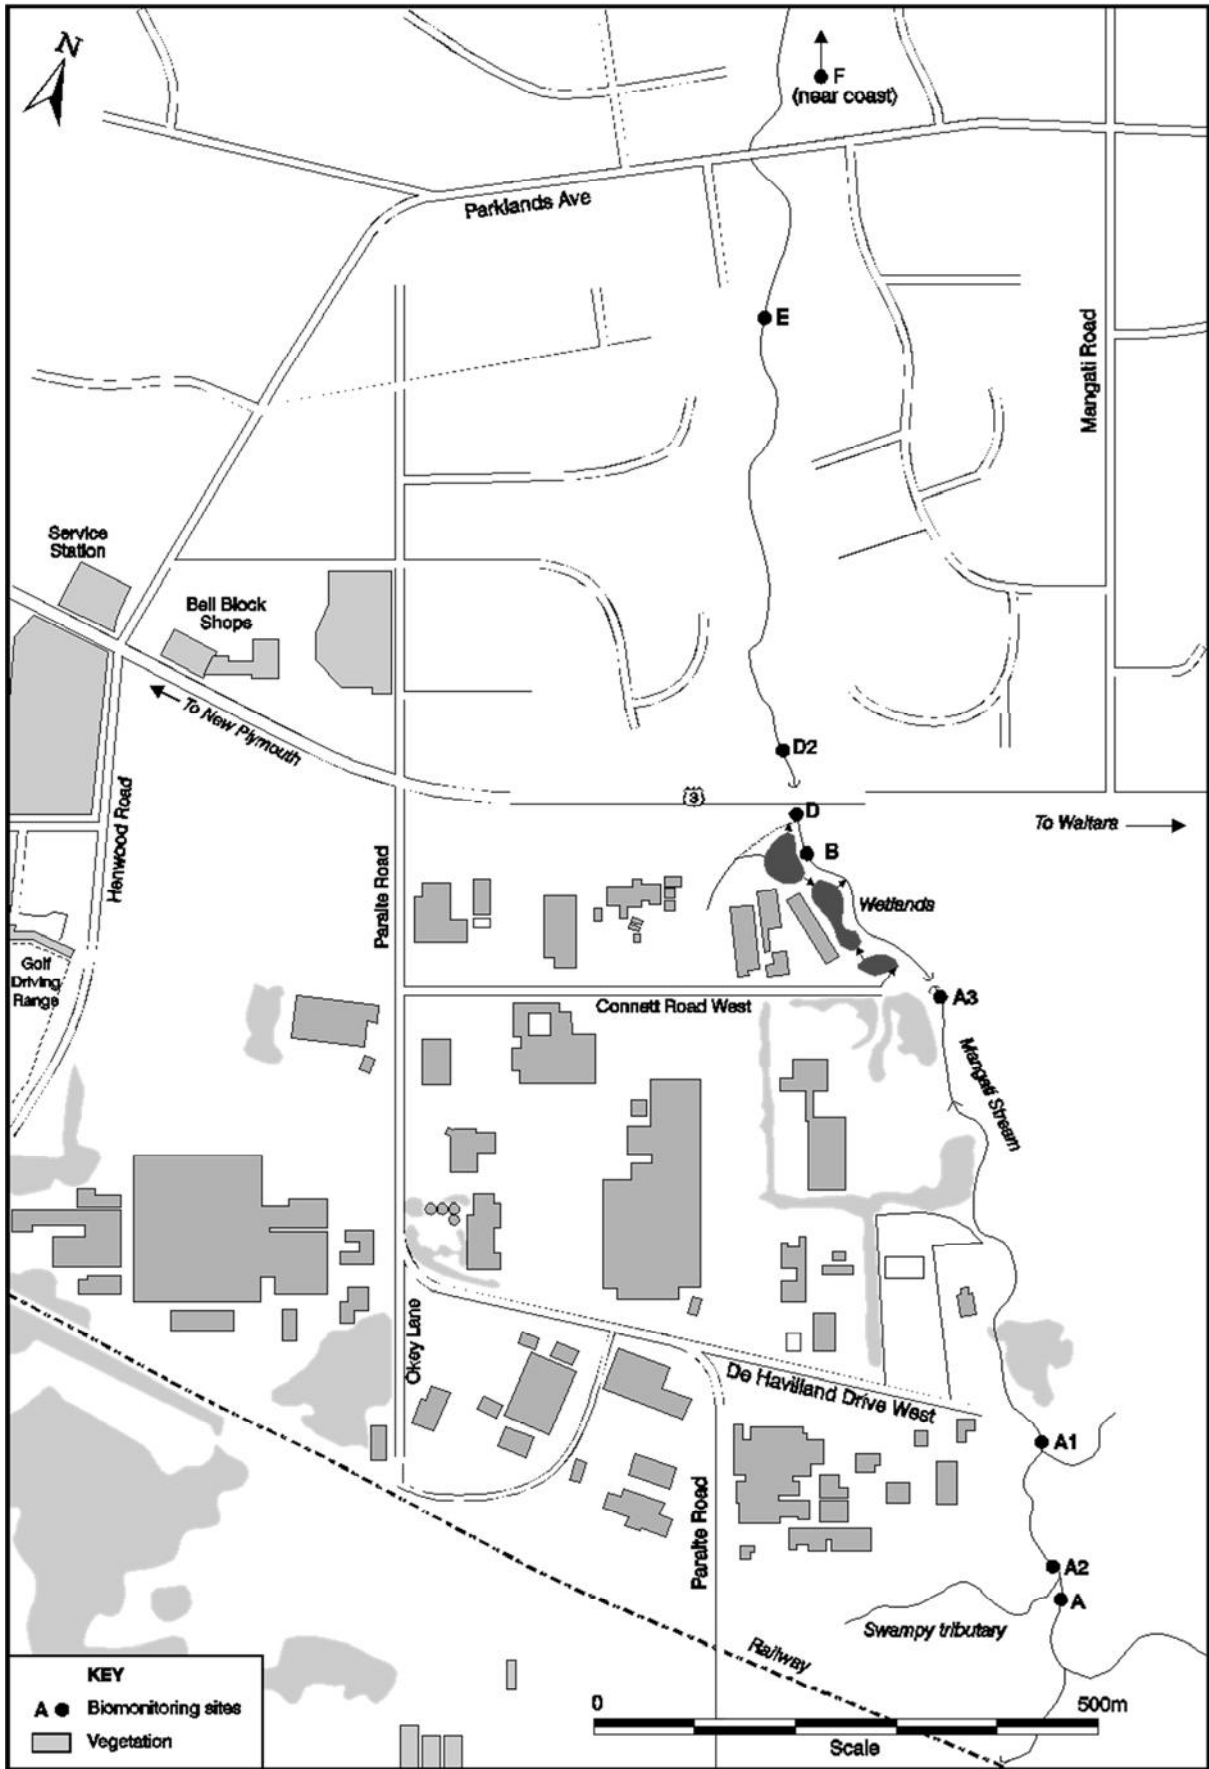 N
F
(near coast)
Parklands Ave
E
Mangati Road
Service
Station
Bell Block
Shops
To New Plymouth
D2
3
D
To Waitara
Henwood Road
Paraite Road
B
Wetlands
Golf
Driving
Range
Connett Road West
A3
Mangati Stream
Okey Lane
De Havilland Drive West
A1
Paraite Road
A2
A
Swampy tributary
Railway
KEY
A Biomonitoring sites
Vegetation
0 500m
Scale